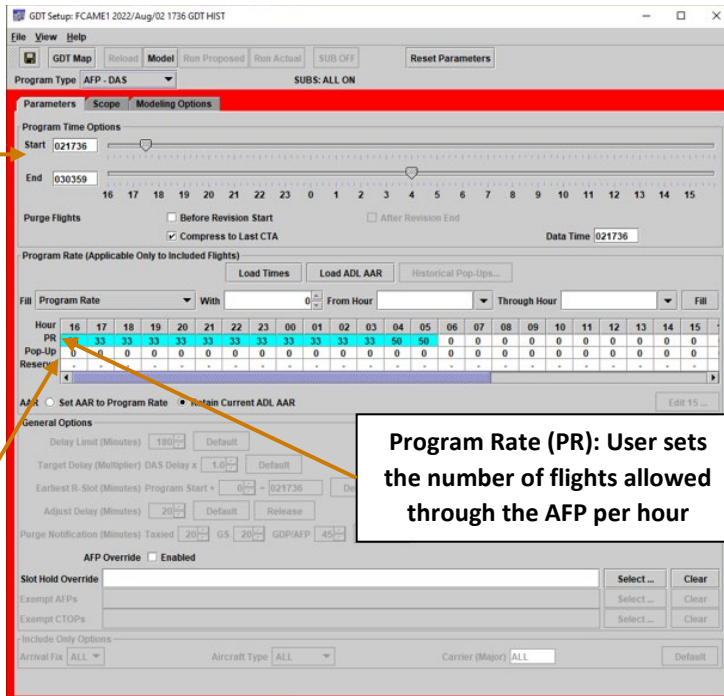 GDT Setup: FCAME1 2022/Aug/02 1736 GDT HIST
File View Help
GDT Map Reload Model Run Proposed Run Actual SUB OFF Reset Parameters
Program Type AFP - DAS SUBS: ALL ON
Parameters Scope Modeling Options
Program Time Options
Start 021736
End 030359
16 17 18 19 20 21 22 23 0 1 2 3 4 5 6 7 8 9 10 11 12 13 14 15
Purge Flights Before Revision Start After Revision End
Compress to Last CTA Data Time 021736
Program Rate (Applicable Only to Included Flights)
Load Times Load ADL AAR Historical Pop-Ups...
Fill Program Rate With 0 From Hour Through Hour Fill
Hour 16 17 18 19 20 21 22 23 00 01 02 03 04 05 06 07 08 09 10 11 12 13 14 15
PR 33 33 33 33 33 33 33 33 33 33 33 50 50 0 0 0 0 0 0 0 0 0 0
Pop-Up 0 0 0 0 0 0 0 0 0 0 0 0 0 0 0 0 0 0 0 0 0 0 0 0
Reserve - - - - - - - - - - - - - - - - - - - - - - -
AAR Set AAR to Program Rate Retain Current ADL AAR Edit 15 ...
General Options
Delay Limit (Minutes) 180 Default
Target Delay (Multiplier) DAS Delay x 1.0 Default
Earliest R-Slot (Minutes) Program Start + 0 = 021736
Adjust Delay (Minutes) 20 Default Release
Purge Notification (Minutes) Taxied 20 GS 20 GDP/AFP 45
AFP Override Enabled
Slot Hold Override Select ... Clear
Exempt AFPs Select ... Clear
Exempt CTOPs Select ... Clear
Include Only Options
Arrival Fix ALL Aircraft Type ALL Carrier (Major) ALL Default
Program Rate (PR): User sets
the number of flights allowed
through the AFP per hour